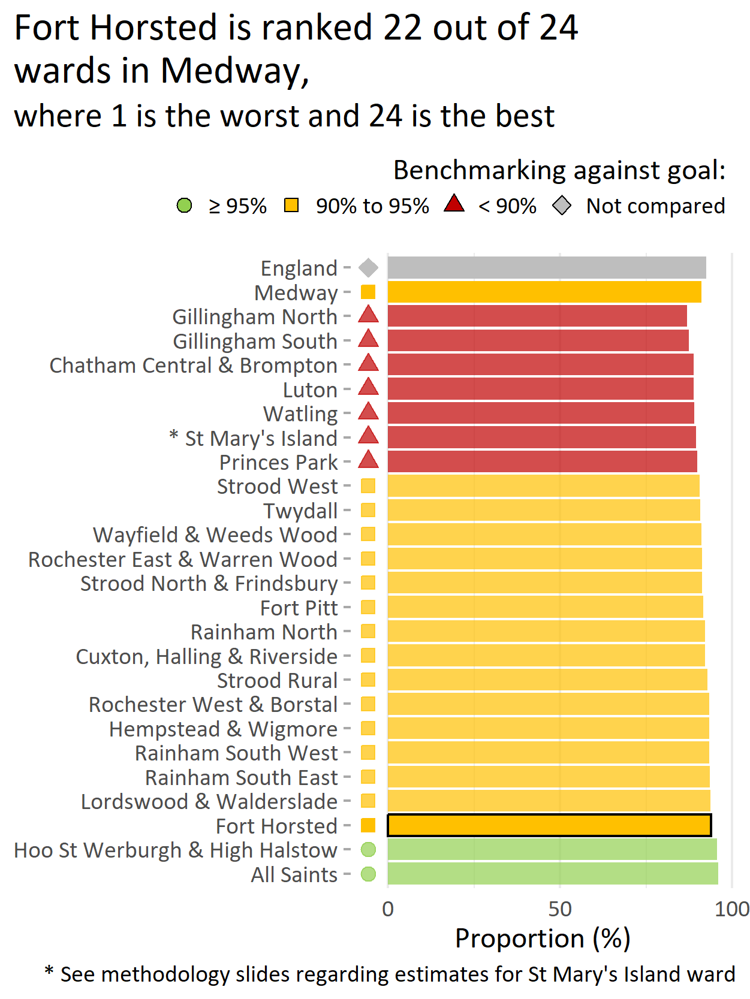 Fort Horsted is ranked 22 out of 24
wards in Medway,
where 1 is the worst and 24 is the best
Benchmarking against goal:
≥ 95% 90% to 95% < 90% Not compared
England
Medway
Gillingham North
Gillingham South
Chatham Central & Brompton
Luton
Watling
* St Mary's Island
Princes Park
Strood West
Twydall
Wayfield & Weeds Wood
Rochester East & Warren Wood
Strood North & Frindsbury
Fort Pitt
Rainham North
Cuxton, Halling & Riverside
Strood Rural
Rochester West & Borstal
Hempstead & Wigmore
Rainham South West
Rainham South East
Lordswood & Walderslade
Fort Horsted
Hoo St Werburgh & High Halstow
All Saints
0 50 100
Proportion (%)
* See methodology slides regarding estimates for St Mary's Island ward